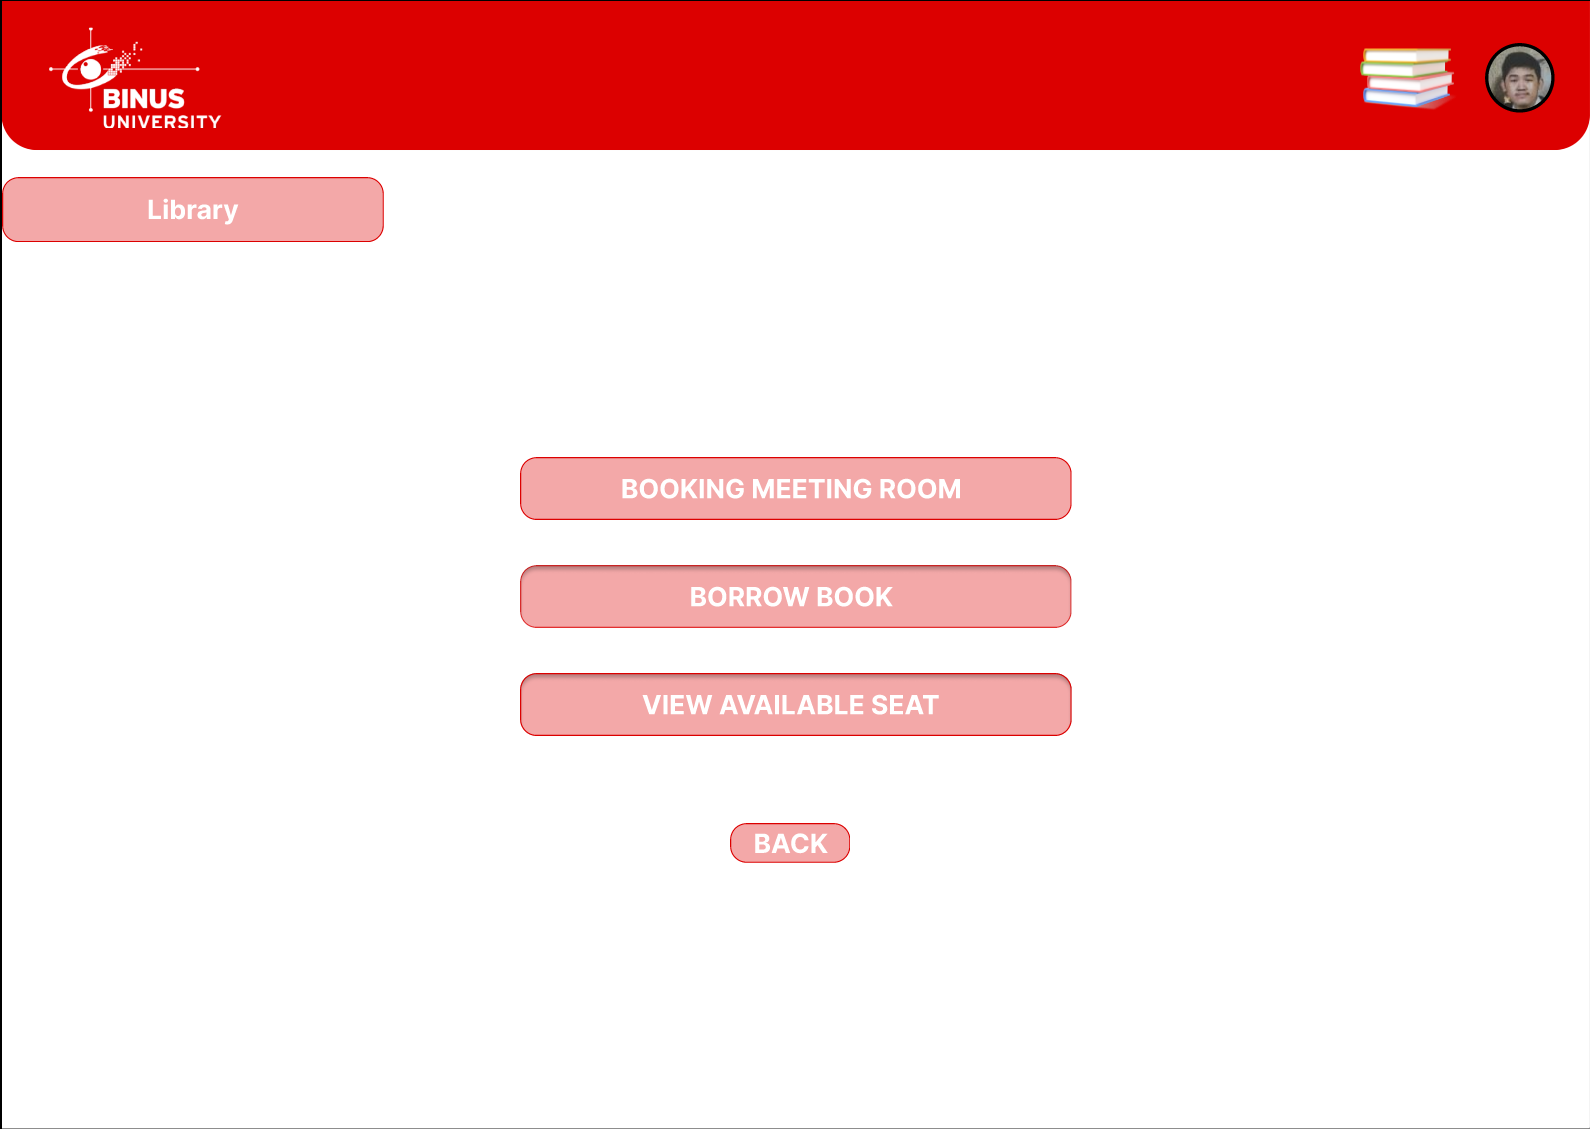 BINUS
UNIVERSITY
Library
BOOKING MEETING ROOM
BORROW BOOK
VIEW AVAILABLE SEAT
BACK